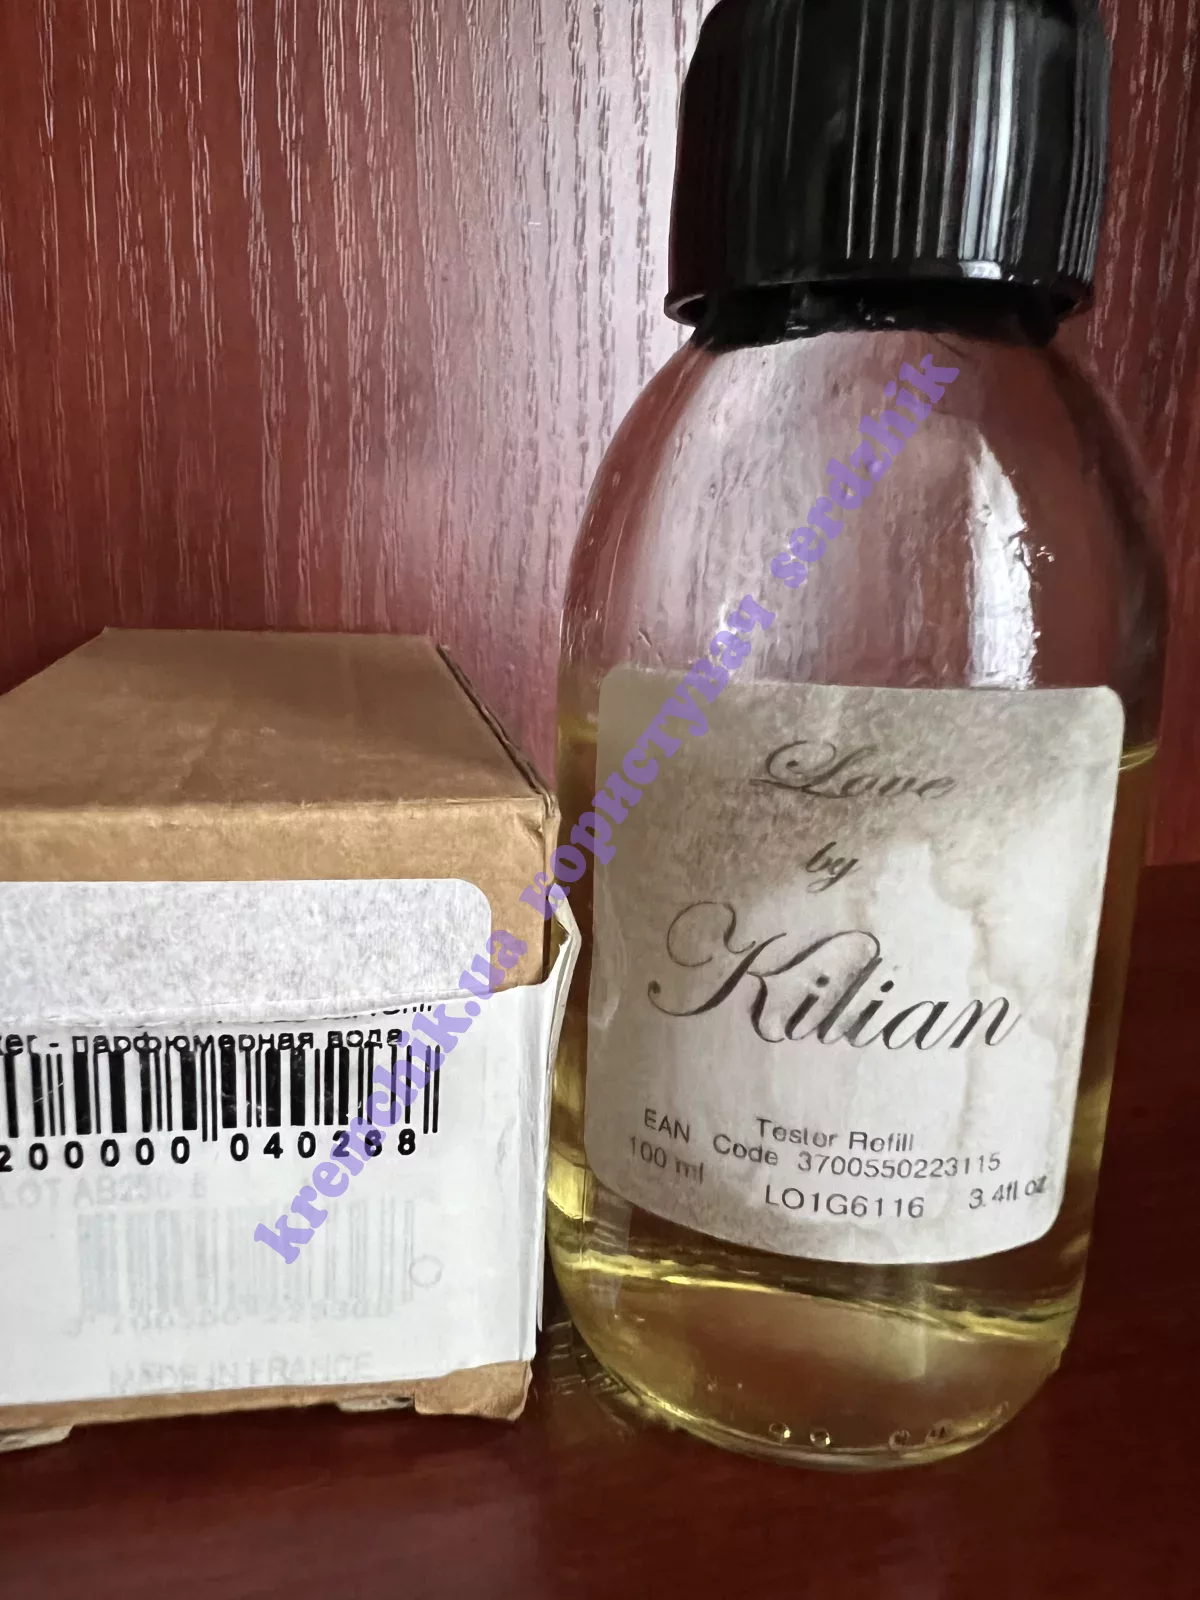 Love
by
Kilian
Tester Refill
EAN Code 3700550223115
100 ml LO1G6116 3.4fl oz
- парфюмерная вода
200000 040288
MADE IN FRANCE
kremchik.ua користувач serdzhik